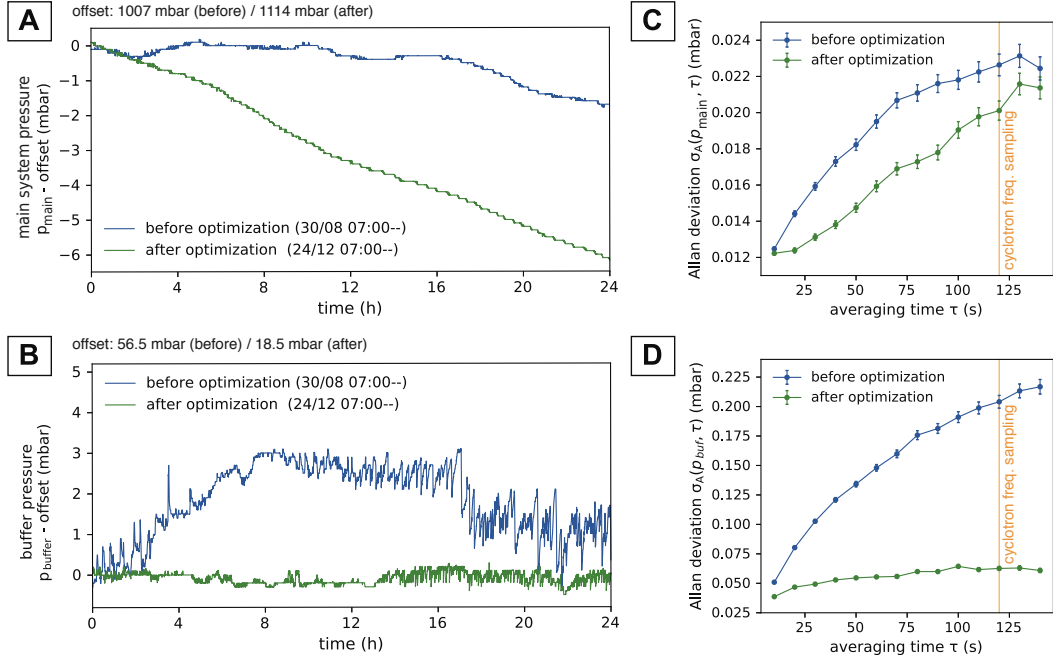 A
offset: 1007 mbar (before) / 1114 mbar (after)
main system pressure
p_main - offset (mbar)
0
−1
−2
−3
−4
−5
−6
before optimization (30/08 07:00--)
after optimization (24/12 07:00--)
0 4 8 12 16 20 24
time (h)
B
offset: 56.5 mbar (before) / 18.5 mbar (after)
buffer pressure
p_buffer - offset (mbar)
5
4
3
2
1
0
before optimization (30/08 07:00--)
after optimization (24/12 07:00--)
0 4 8 12 16 20 24
time (h)
C
Allan deviation σ_A(p_main, τ) (mbar)
0.024
0.022
0.020
0.018
0.016
0.014
0.012
before optimization
after optimization
cyclotron freq. sampling
25 50 75 100 125
averaging time τ (s)
D
Allan deviation σ_A(p_buf, τ) (mbar)
0.225
0.200
0.175
0.150
0.125
0.100
0.075
0.050
0.025
before optimization
after optimization
cyclotron freq. sampling
25 50 75 100 125
averaging time τ (s)